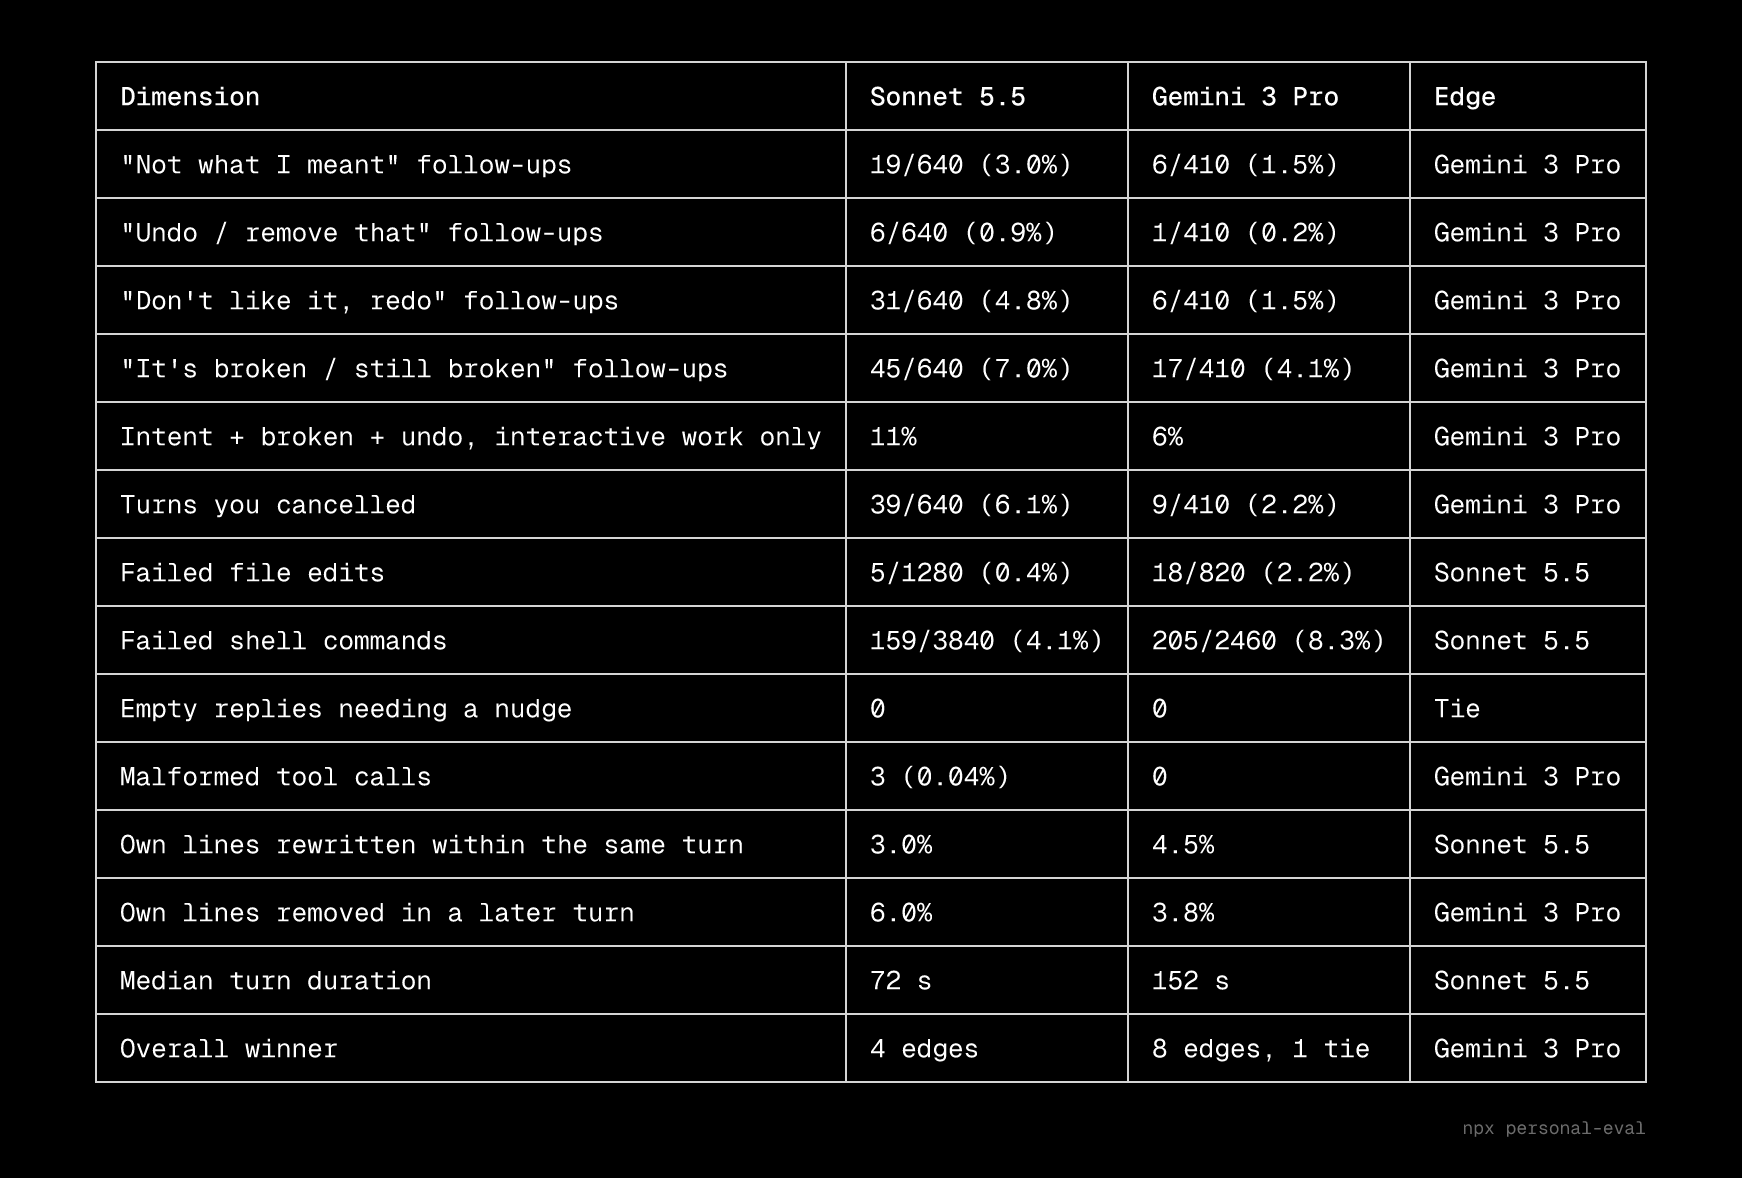 Dimension Sonnet 5.5 Gemini 3 Pro Edge
"Not what I meant" follow-ups 19/640 (3.0%) 6/410 (1.5%) Gemini 3 Pro
"Undo / remove that" follow-ups 6/640 (0.9%) 1/410 (0.2%) Gemini 3 Pro
"Don't like it, redo" follow-ups 31/640 (4.8%) 6/410 (1.5%) Gemini 3 Pro
"It's broken / still broken" follow-ups 45/640 (7.0%) 17/410 (4.1%) Gemini 3 Pro
Intent + broken + undo, interactive work only 11% 6% Gemini 3 Pro
Turns you cancelled 39/640 (6.1%) 9/410 (2.2%) Gemini 3 Pro
Failed file edits 5/1280 (0.4%) 18/820 (2.2%) Sonnet 5.5
Failed shell commands 159/3840 (4.1%) 205/2460 (8.3%) Sonnet 5.5
Empty replies needing a nudge 0 0 Tie
Malformed tool calls 3 (0.04%) 0 Gemini 3 Pro
Own lines rewritten within the same turn 3.0% 4.5% Sonnet 5.5
Own lines removed in a later turn 6.0% 3.8% Gemini 3 Pro
Median turn duration 72 s 152 s Sonnet 5.5
Overall winner 4 edges 8 edges, 1 tie Gemini 3 Pro
npx personal-eval